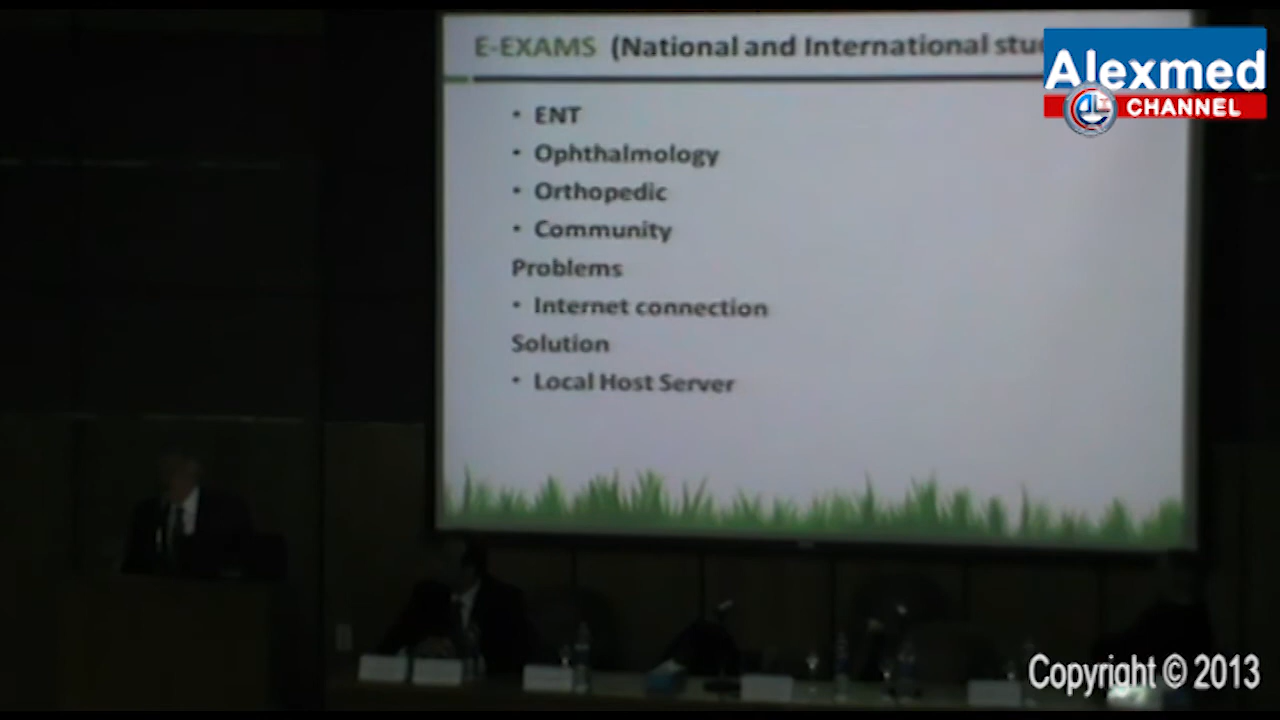 E-EXAMS (National and International
Alexmed
CHANNEL
• ENT
• Ophthalmology
• Orthopedic
• Community
Problems
• Internet connection
Solution
• Local Host Server
Copyright © 2013